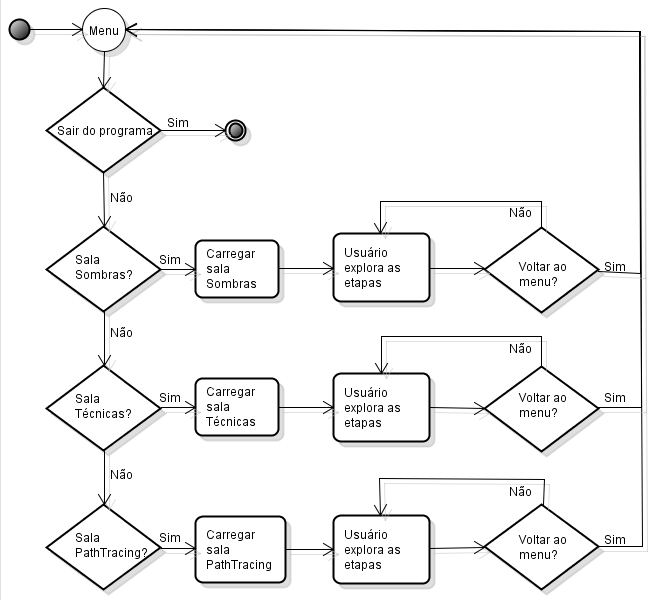 Menu
Sair do programa
Sim
Não
Sala
Sombras?
Sim
Carregar
sala
Sombras
Usuário
explora as
etapas
Não
Voltar ao
menu?
Sim
Não
Sala
Técnicas?
Sim
Carregar
sala
Técnicas
Usuário
explora as
etapas
Não
Voltar ao
menu?
Sim
Não
Sala
PathTracing?
Sim
Carregar
sala
PathTracing
Usuário
explora as
etapas
Não
Voltar ao
menu?
Sim